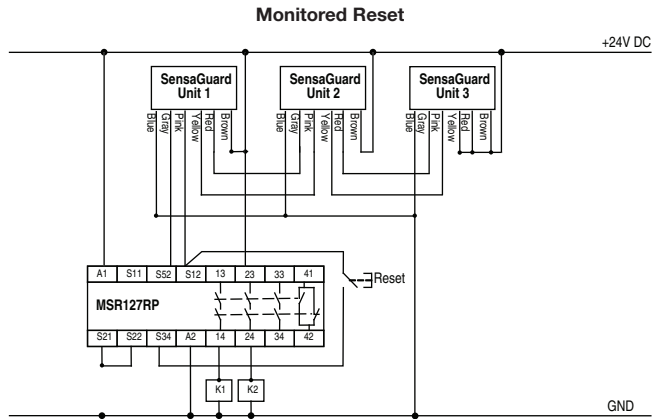 Monitored Reset
+24V DC
SensaGuard
Unit 1
SensaGuard
Unit 2
SensaGuard
Unit 3
Blue
Gray
Pink
Yellow
Red
Brown
Blue
Gray
Pink
Yellow
Red
Brown
Blue
Gray
Pink
Yellow
Red
Brown
A1 S11 S52 S12 13 23 33 41
Reset
MSR127RP
S21 S22 S34 A2 14 24 34 42
K1 K2
GND